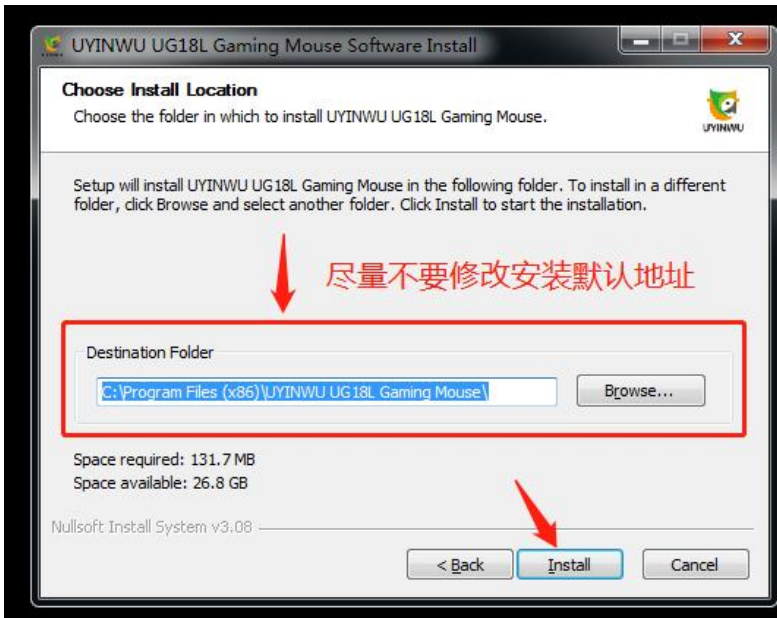 UYINWU UG18L Gaming Mouse Software Install
Choose Install Location
Choose the folder in which to install UYINWU UG18L Gaming Mouse.
UYINWU
Setup will install UYINWU UG18L Gaming Mouse in the following folder. To install in a different
folder, click Browse and select another folder. Click Install to start the installation.
尽量不要修改安装默认地址
Destination Folder
C:\Program Files (x86)\UYINWU UG18L Gaming Mouse\
Browse...
Space required: 131.7 MB
Space available: 26.8 GB
Nullsoft Install System v3.08
< Back Install Cancel